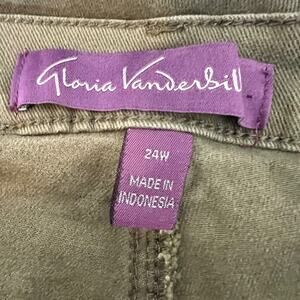 Gloria Vanderbilt
24W
MADE IN
INDONESIA